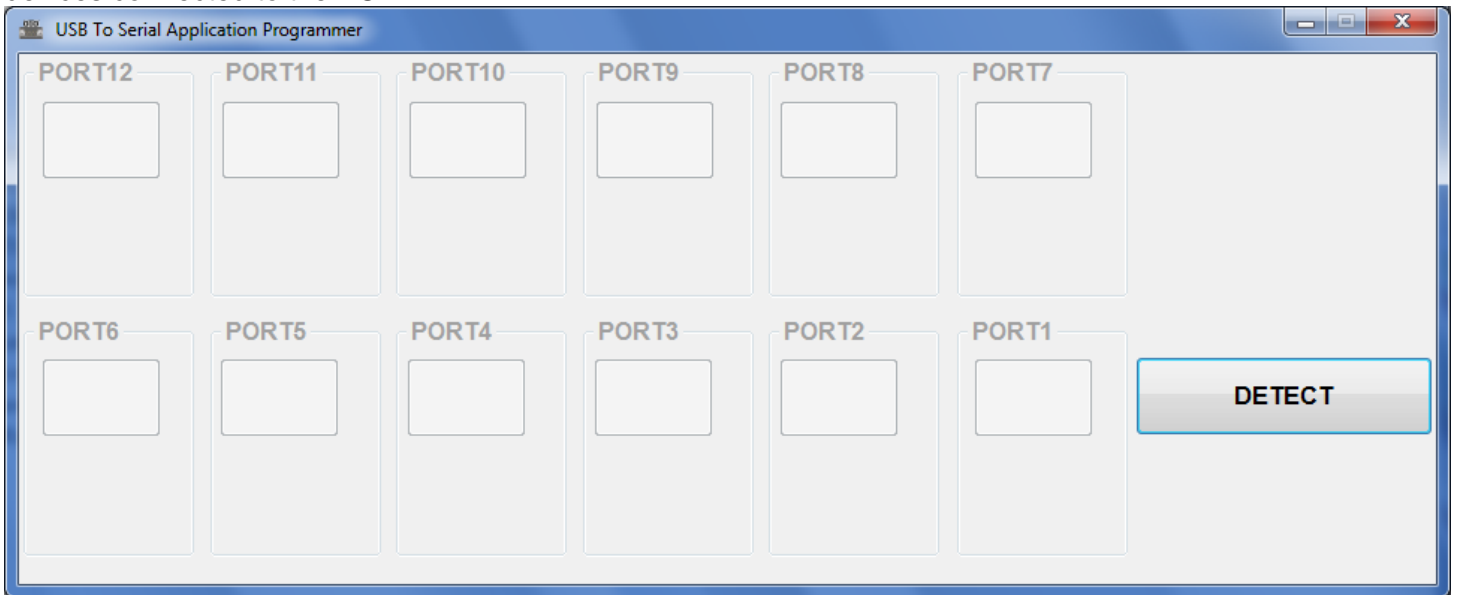 USB To Serial Application Programmer
PORT12 PORT11 PORT10 PORT9 PORT8 PORT7
PORT6 PORT5 PORT4 PORT3 PORT2 PORT1
DETECT